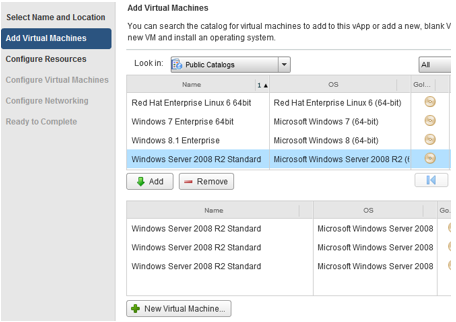 Select Name and Location
Add Virtual Machines
Configure Resources
Configure Virtual Machines
Configure Networking
Ready to Complete
Add Virtual Machines
You can search the catalog for virtual machines to add to this vApp or add a new, blank V
new VM and install an operating system.
Look in: Public Catalogs All
Name 1 ▲ OS Gol...
Red Hat Enterprise Linux 6 64bit Red Hat Enterprise Linux 6 (64-bit)
Windows 7 Enterprise 64bit Microsoft Windows 7 (64-bit)
Windows 8.1 Enterprise Microsoft Windows 8 (64-bit)
Windows Server 2008 R2 Standard Microsoft Windows Server 2008 R2 (
Add Remove
Name OS Go...
Windows Server 2008 R2 Standard Microsoft Windows Server 2008
Windows Server 2008 R2 Standard Microsoft Windows Server 2008
Windows Server 2008 R2 Standard Microsoft Windows Server 2008
New Virtual Machine...